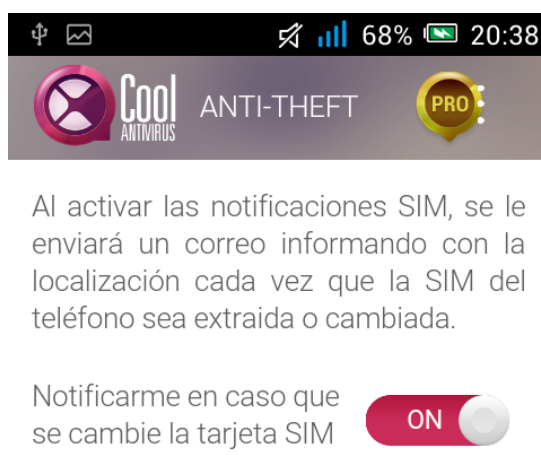 68% 20:38
Cool
ANTIVIRUS
ANTI-THEFT
PRO
Al activar las notificaciones SIM, se le
enviará un correo informando con la
localización cada vez que la SIM del
teléfono sea extraida o cambiada.
Notificarme en caso que
se cambie la tarjeta SIM
ON